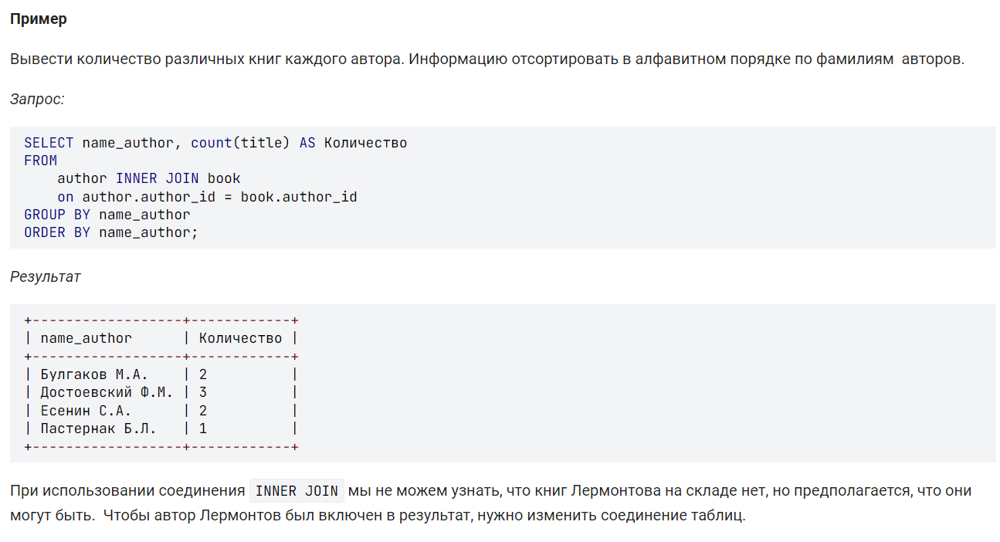 Пример
Вывести количество различных книг каждого автора. Информацию отсортировать в алфавитном порядке по фамилиям  авторов.
Запрос:
SELECT name_author, count(title) AS Количество
FROM
    author INNER JOIN book
    on author.author_id = book.author_id
GROUP BY name_author
ORDER BY name_author;
Результат
+------------------+------------+
| name_author      | Количество |
+------------------+------------+
| Булгаков М.А.    | 2          |
| Достоевский Ф.М. | 3          |
| Есенин С.А.      | 2          |
| Пастернак Б.Л.   | 1          |
+------------------+------------+
При использовании соединения INNER JOIN мы не можем узнать, что книг Лермонтова на складе нет, но предполагается, что они
могут быть.  Чтобы автор Лермонтов был включен в результат, нужно изменить соединение таблиц.